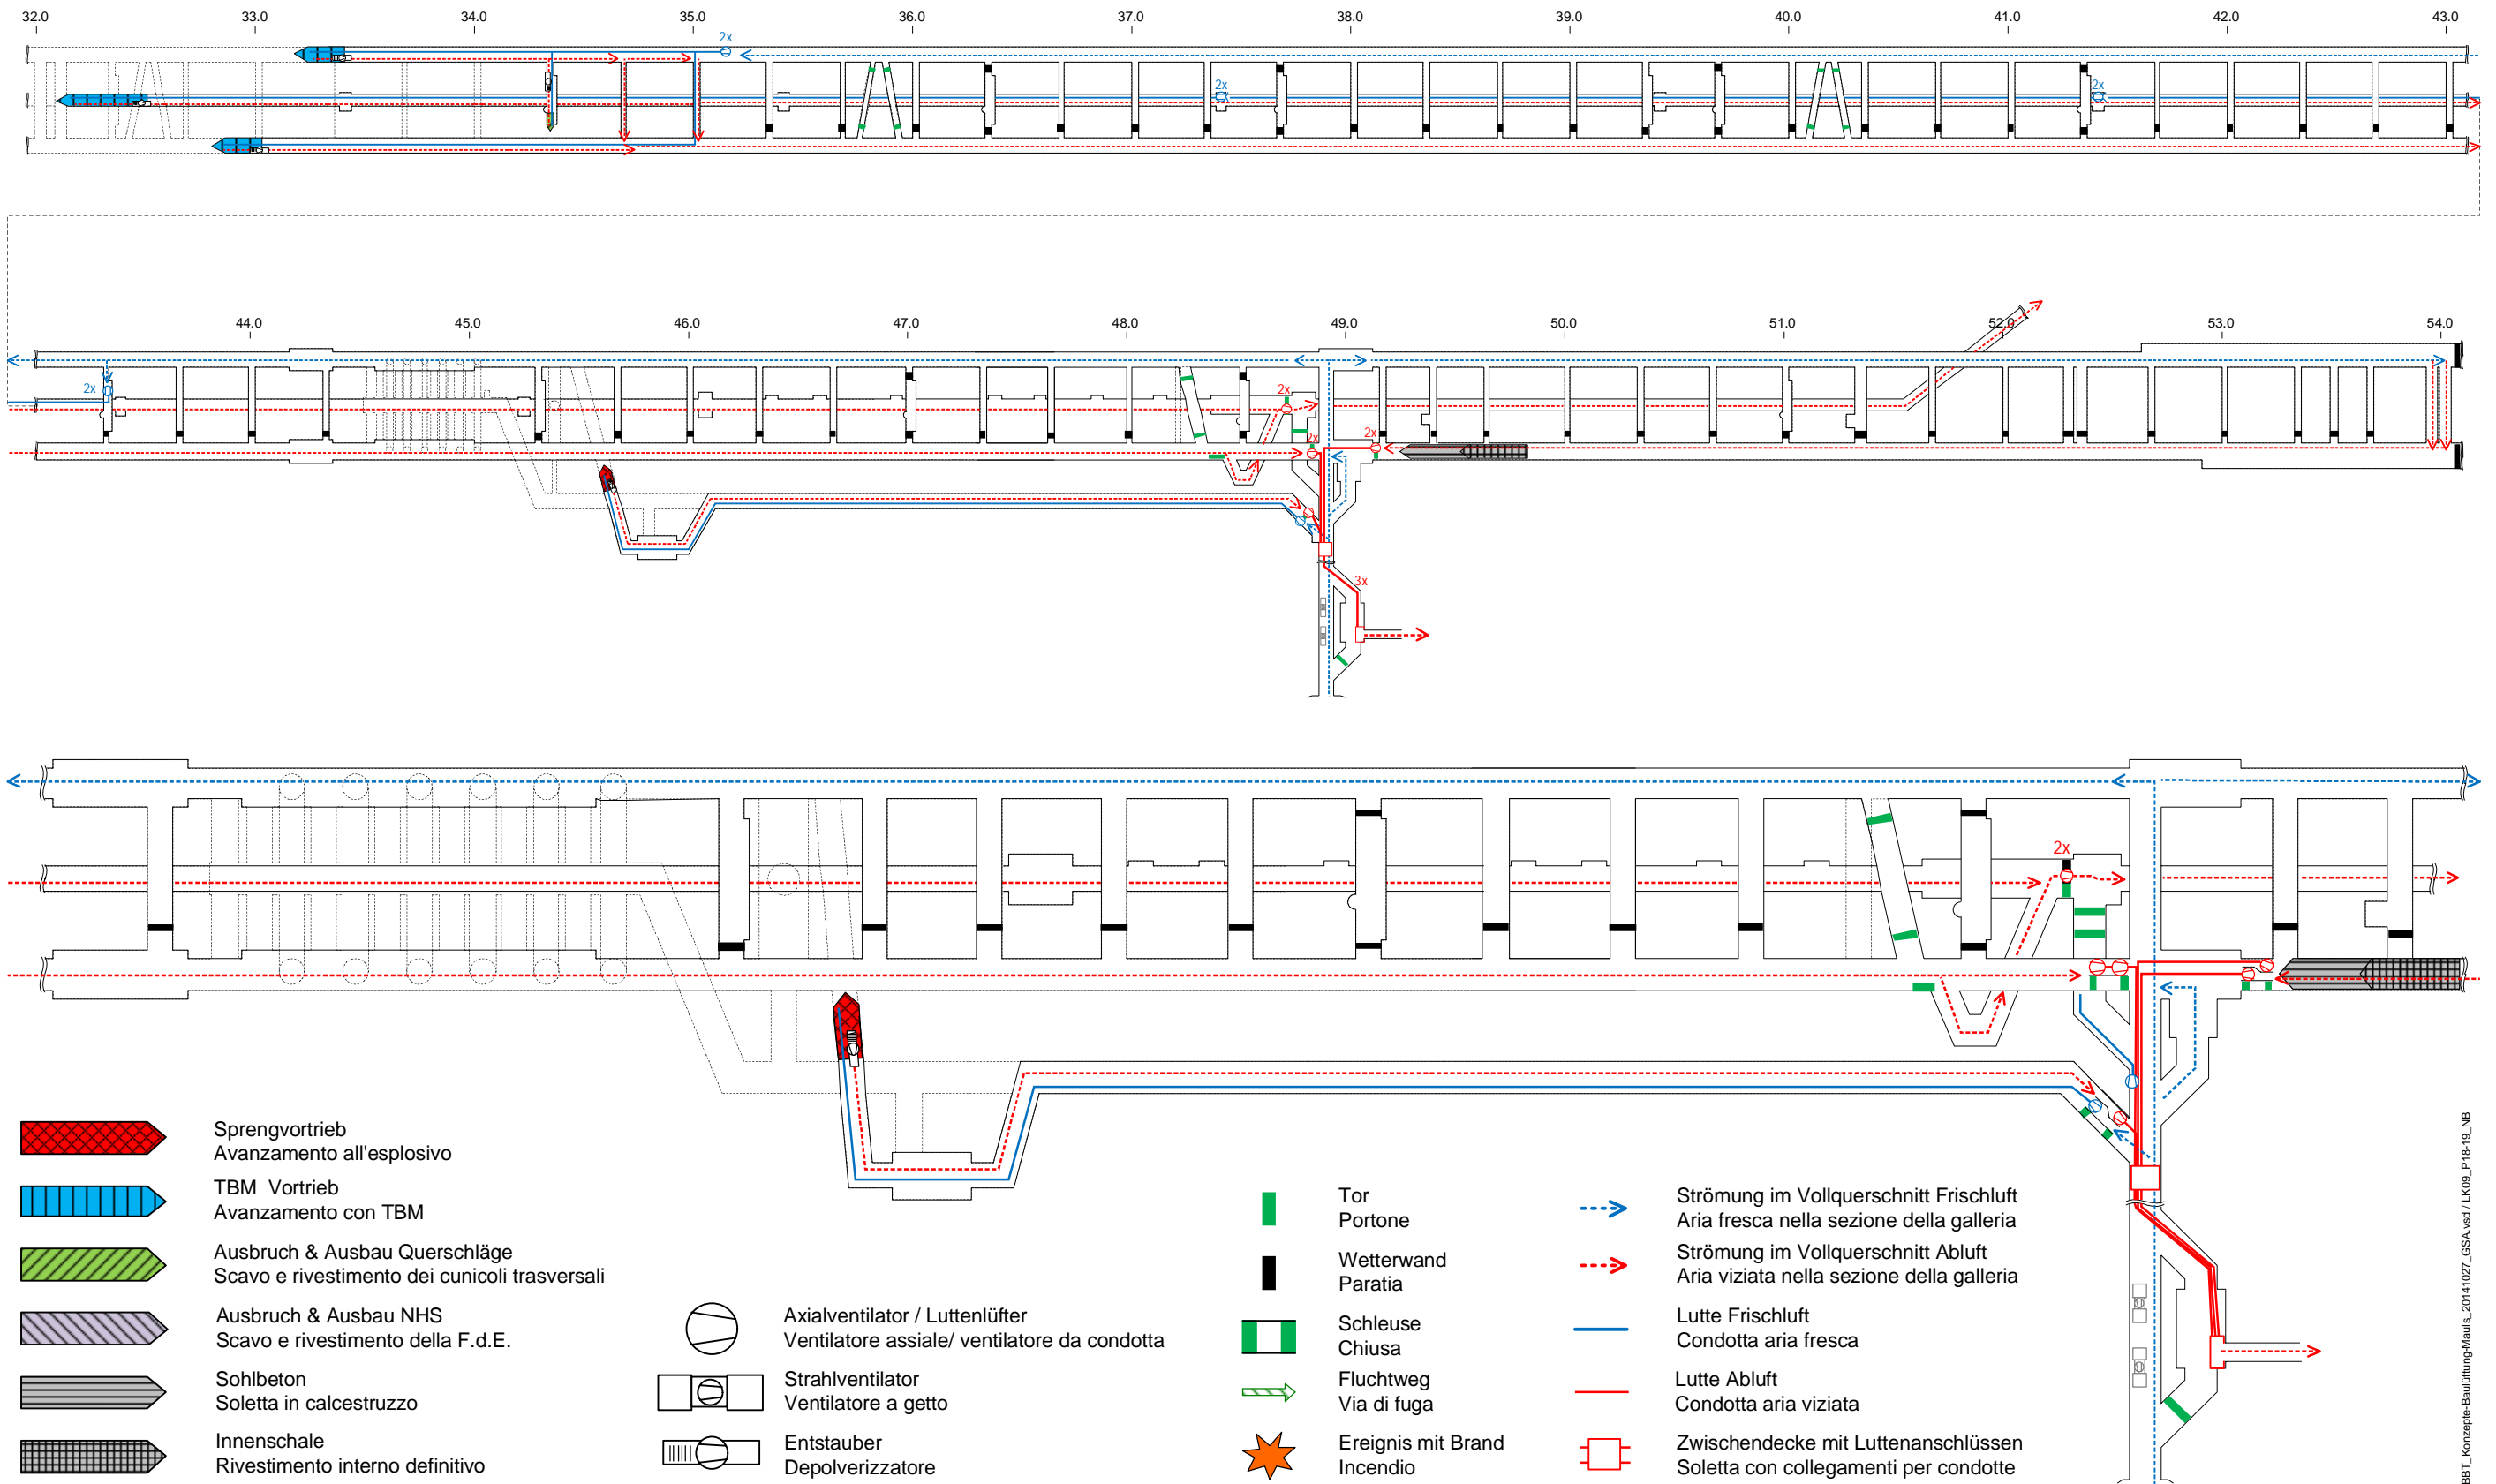 32.0 33.0 34.0 35.0 36.0 37.0 38.0 39.0 40.0 41.0 42.0 43.0
2x
2x 2x
44.0 45.0 46.0 47.0 48.0 49.0 50.0 51.0 52.0 53.0 54.0
2x 2x
2x 2x
3x
2x
Sprengvortrieb
Avanzamento all'esplosivo
TBM Vortrieb
Avanzamento con TBM
Ausbruch & Ausbau Querschläge
Scavo e rivestimento dei cunicoli trasversali
Ausbruch & Ausbau NHS
Scavo e rivestimento della F.d.E.
Sohlbeton
Soletta in calcestruzzo
Innenschale
Rivestimento interno definitivo
Axialventilator / Luttenlüfter
Ventilatore assiale/ ventilatore da condotta
Strahlventilator
Ventilatore a getto
Entstauber
Depolverizzatore
Tor
Portone
Wetterwand
Paratia
Schleuse
Chiusa
Fluchtweg
Via di fuga
Ereignis mit Brand
Incendio
Strömung im Vollquerschnitt Frischluft
Aria fresca nella sezione della galleria
Strömung im Vollquerschnitt Abluft
Aria viziata nella sezione della galleria
Lutte Frischluft
Condotta aria fresca
Lutte Abluft
Condotta aria viziata
Zwischendecke mit Luttenanschlüssen
Soletta con collegamenti per condotte
BBT_Konzepte-Baulüftung-Mauls_20141027_GSA.vsd / LK09_P18-19_NB